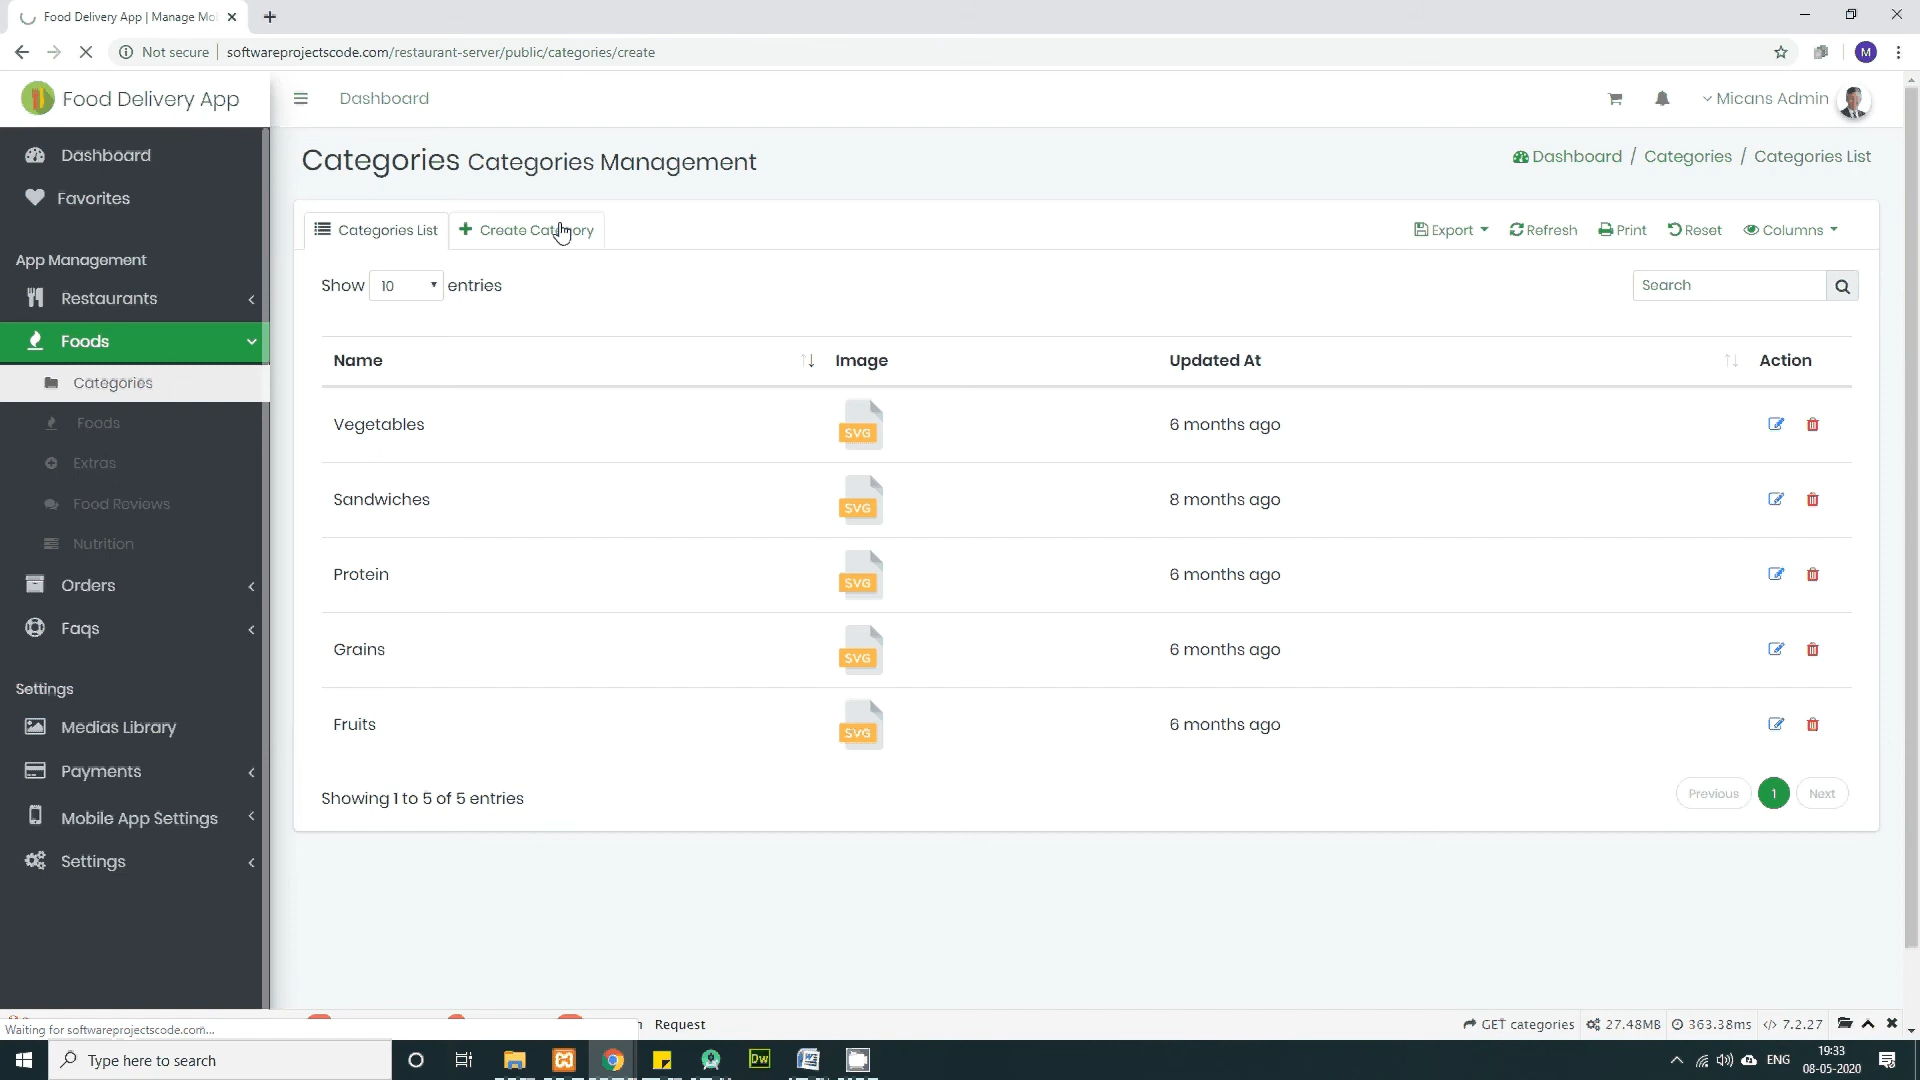 Food Delivery App | Manage Mo
Not secure
softwareprojectscode.com/restaurant-server/public/categories/create
M
Food Delivery App
Dashboard
Micans Admin
Dashboard
Favorites
App Management
Restaurants
Foods
Categories
Foods
Extras
Food Reviews
Nutrition
Orders
Faqs
Settings
Medias Library
Payments
Mobile App Settings
Settings
Categories Categories Management
Dashboard / Categories / Categories List
Categories List
Create Category
Export
Refresh
Print
Reset
Columns
Show 10 entries
Search
Name Image Updated At Action
Vegetables SVG 6 months ago
Sandwiches SVG 8 months ago
Protein SVG 6 months ago
Grains SVG 6 months ago
Fruits SVG 6 months ago
Showing 1 to 5 of 5 entries
Previous 1 Next
Waiting for softwareprojectscode.com...
Request
GET categories
27.48MB
363.38ms
7.2.27
Type here to search
Dw
ENG
19:33
08-05-2020